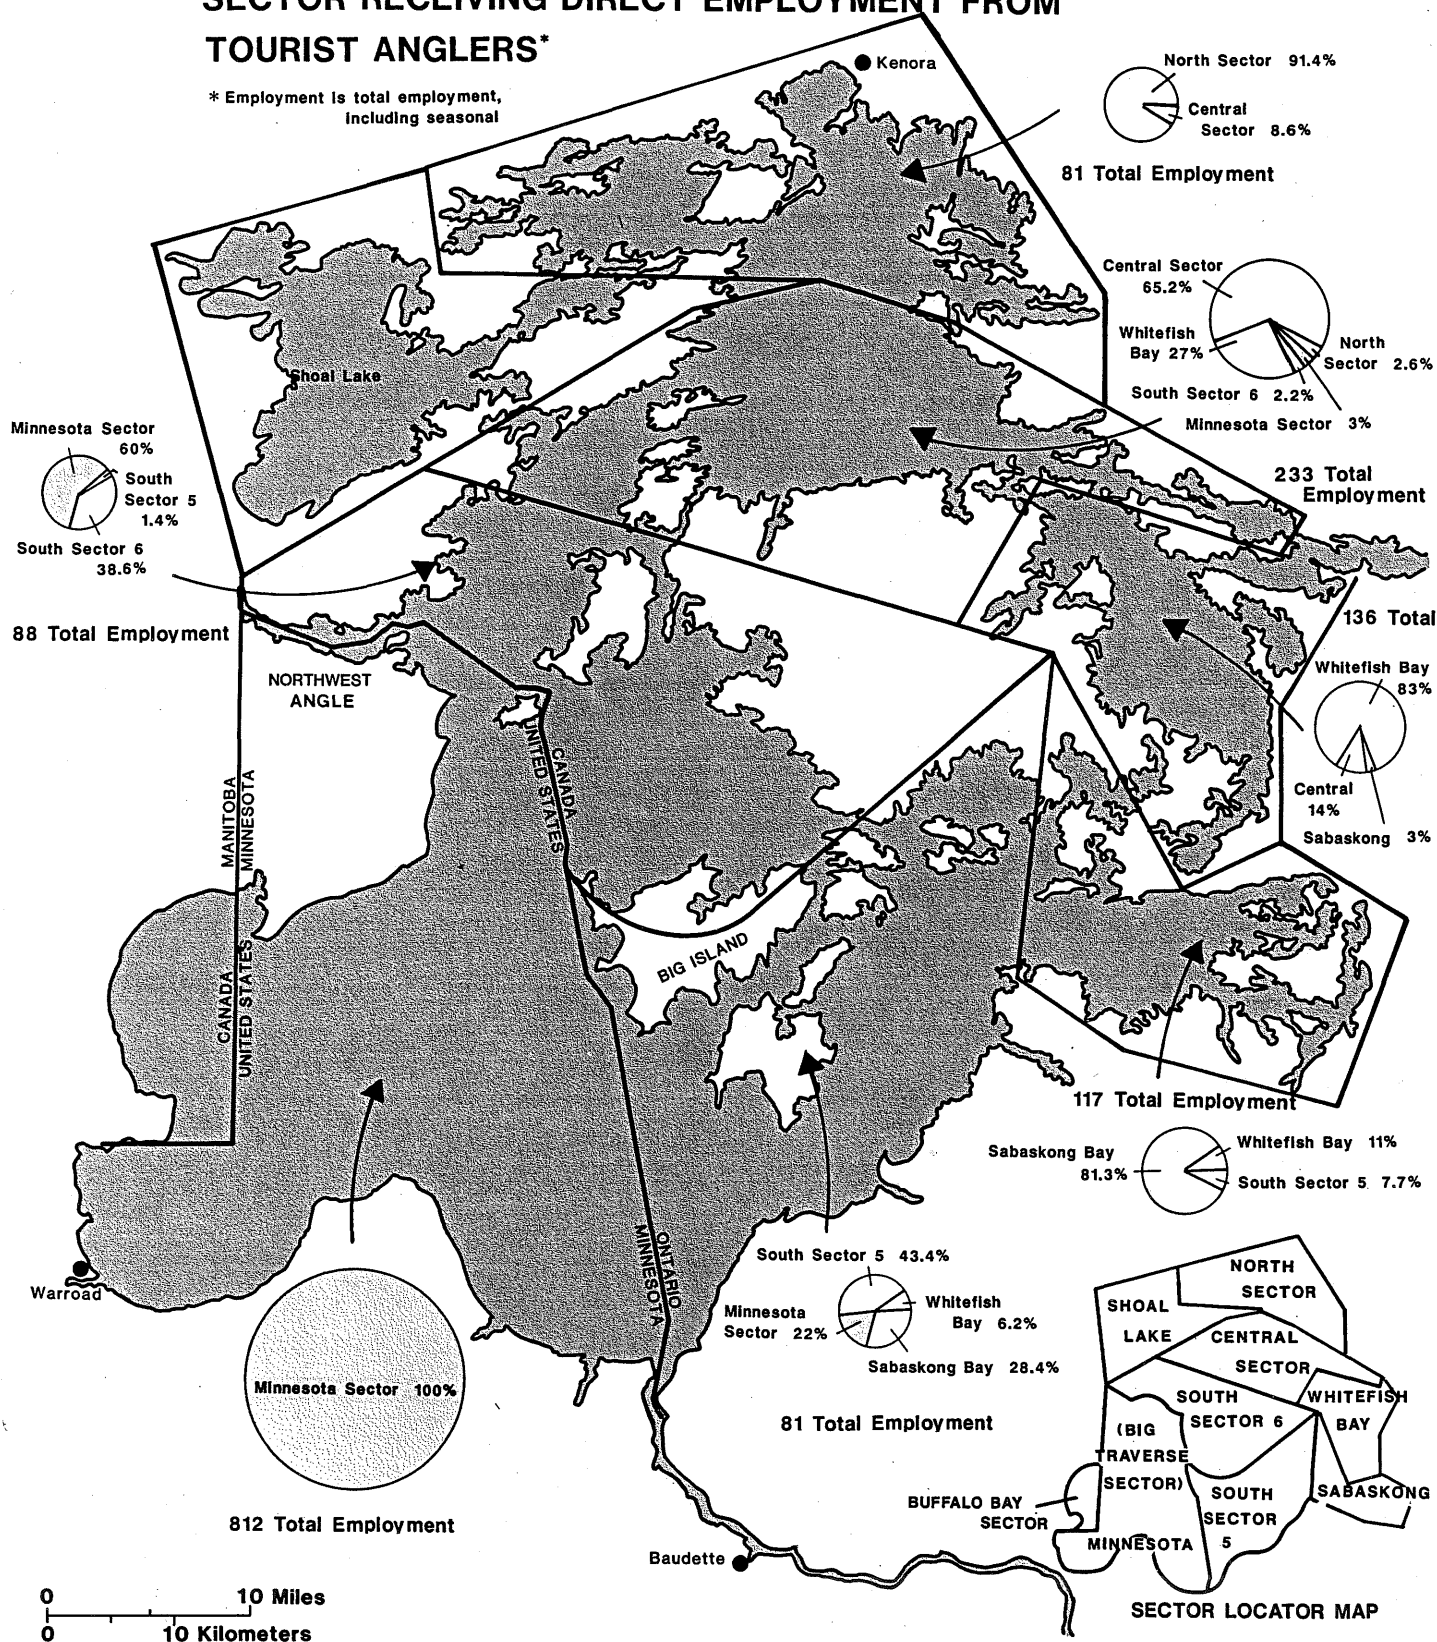 SECTOR RECEIVING DIRECT EMPLOYMENT FROM
TOURIST ANGLERS*
* Employment is total employment,
including seasonal
Kenora
North Sector 91.4%
Central
Sector 8.6%
81 Total Employment
Central Sector
65.2%
Whitefish
Bay 27%
North
Sector 2.6%
South Sector 6 2.2%
Minnesota Sector 3%
233 Total
Employment
Shoal Lake
Minnesota Sector
60%
South
Sector 5
1.4%
South Sector 6
38.6%
88 Total Employment
NORTHWEST
ANGLE
136 Total
Whitefish Bay
83%
Central
14%
Sabaskong 3%
CANADA
UNITED STATES
MANITOBA
MINNESOTA
BIG ISLAND
CANADA
UNITED STATES
117 Total Employment
Sabaskong Bay
81.3%
Whitefish Bay 11%
South Sector 5 7.7%
ONTARIO
MINNESOTA
Warroad
Minnesota Sector 100%
812 Total Employment
South Sector 5 43.4%
Minnesota
Sector 22%
Whitefish
Bay 6.2%
Sabaskong Bay 28.4%
81 Total Employment
Baudette
NORTH
SECTOR
SHOAL
LAKE
CENTRAL
SECTOR
SOUTH
SECTOR 6
WHITEFISH
BAY
(BIG
TRAVERSE
SECTOR)
SOUTH
SECTOR
5
SABASKONG
BUFFALO BAY
SECTOR
MINNESOTA
SECTOR LOCATOR MAP
0 10 Miles
0 10 Kilometers